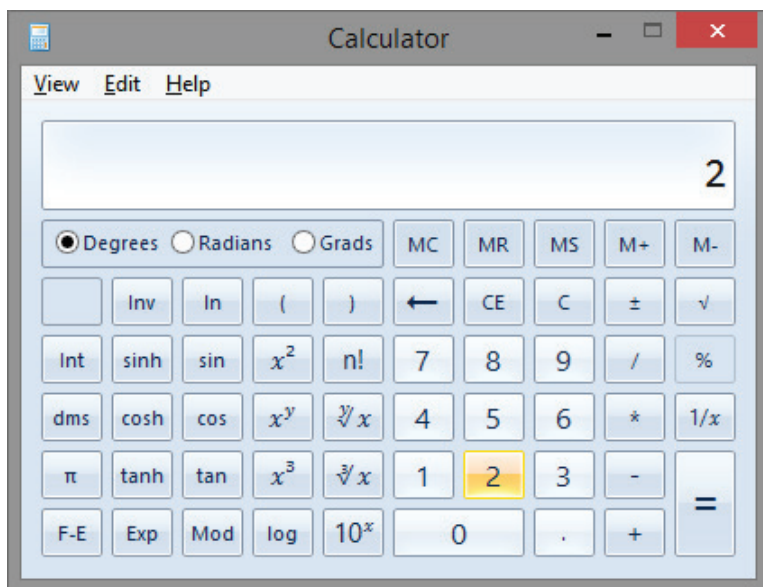 Calculator
View Edit Help
2
Degrees Radians Grads MC MR MS M+ M-
Inv In ( ) ← CE C ± √
Int sinh sin x² n! 7 8 9 / %
dms cosh cos xʸ ʸ√x 4 5 6 * 1/x
π tanh tan x³ ³√x 1 2 3 - =
F-E Exp Mod log 10ˣ 0 . +